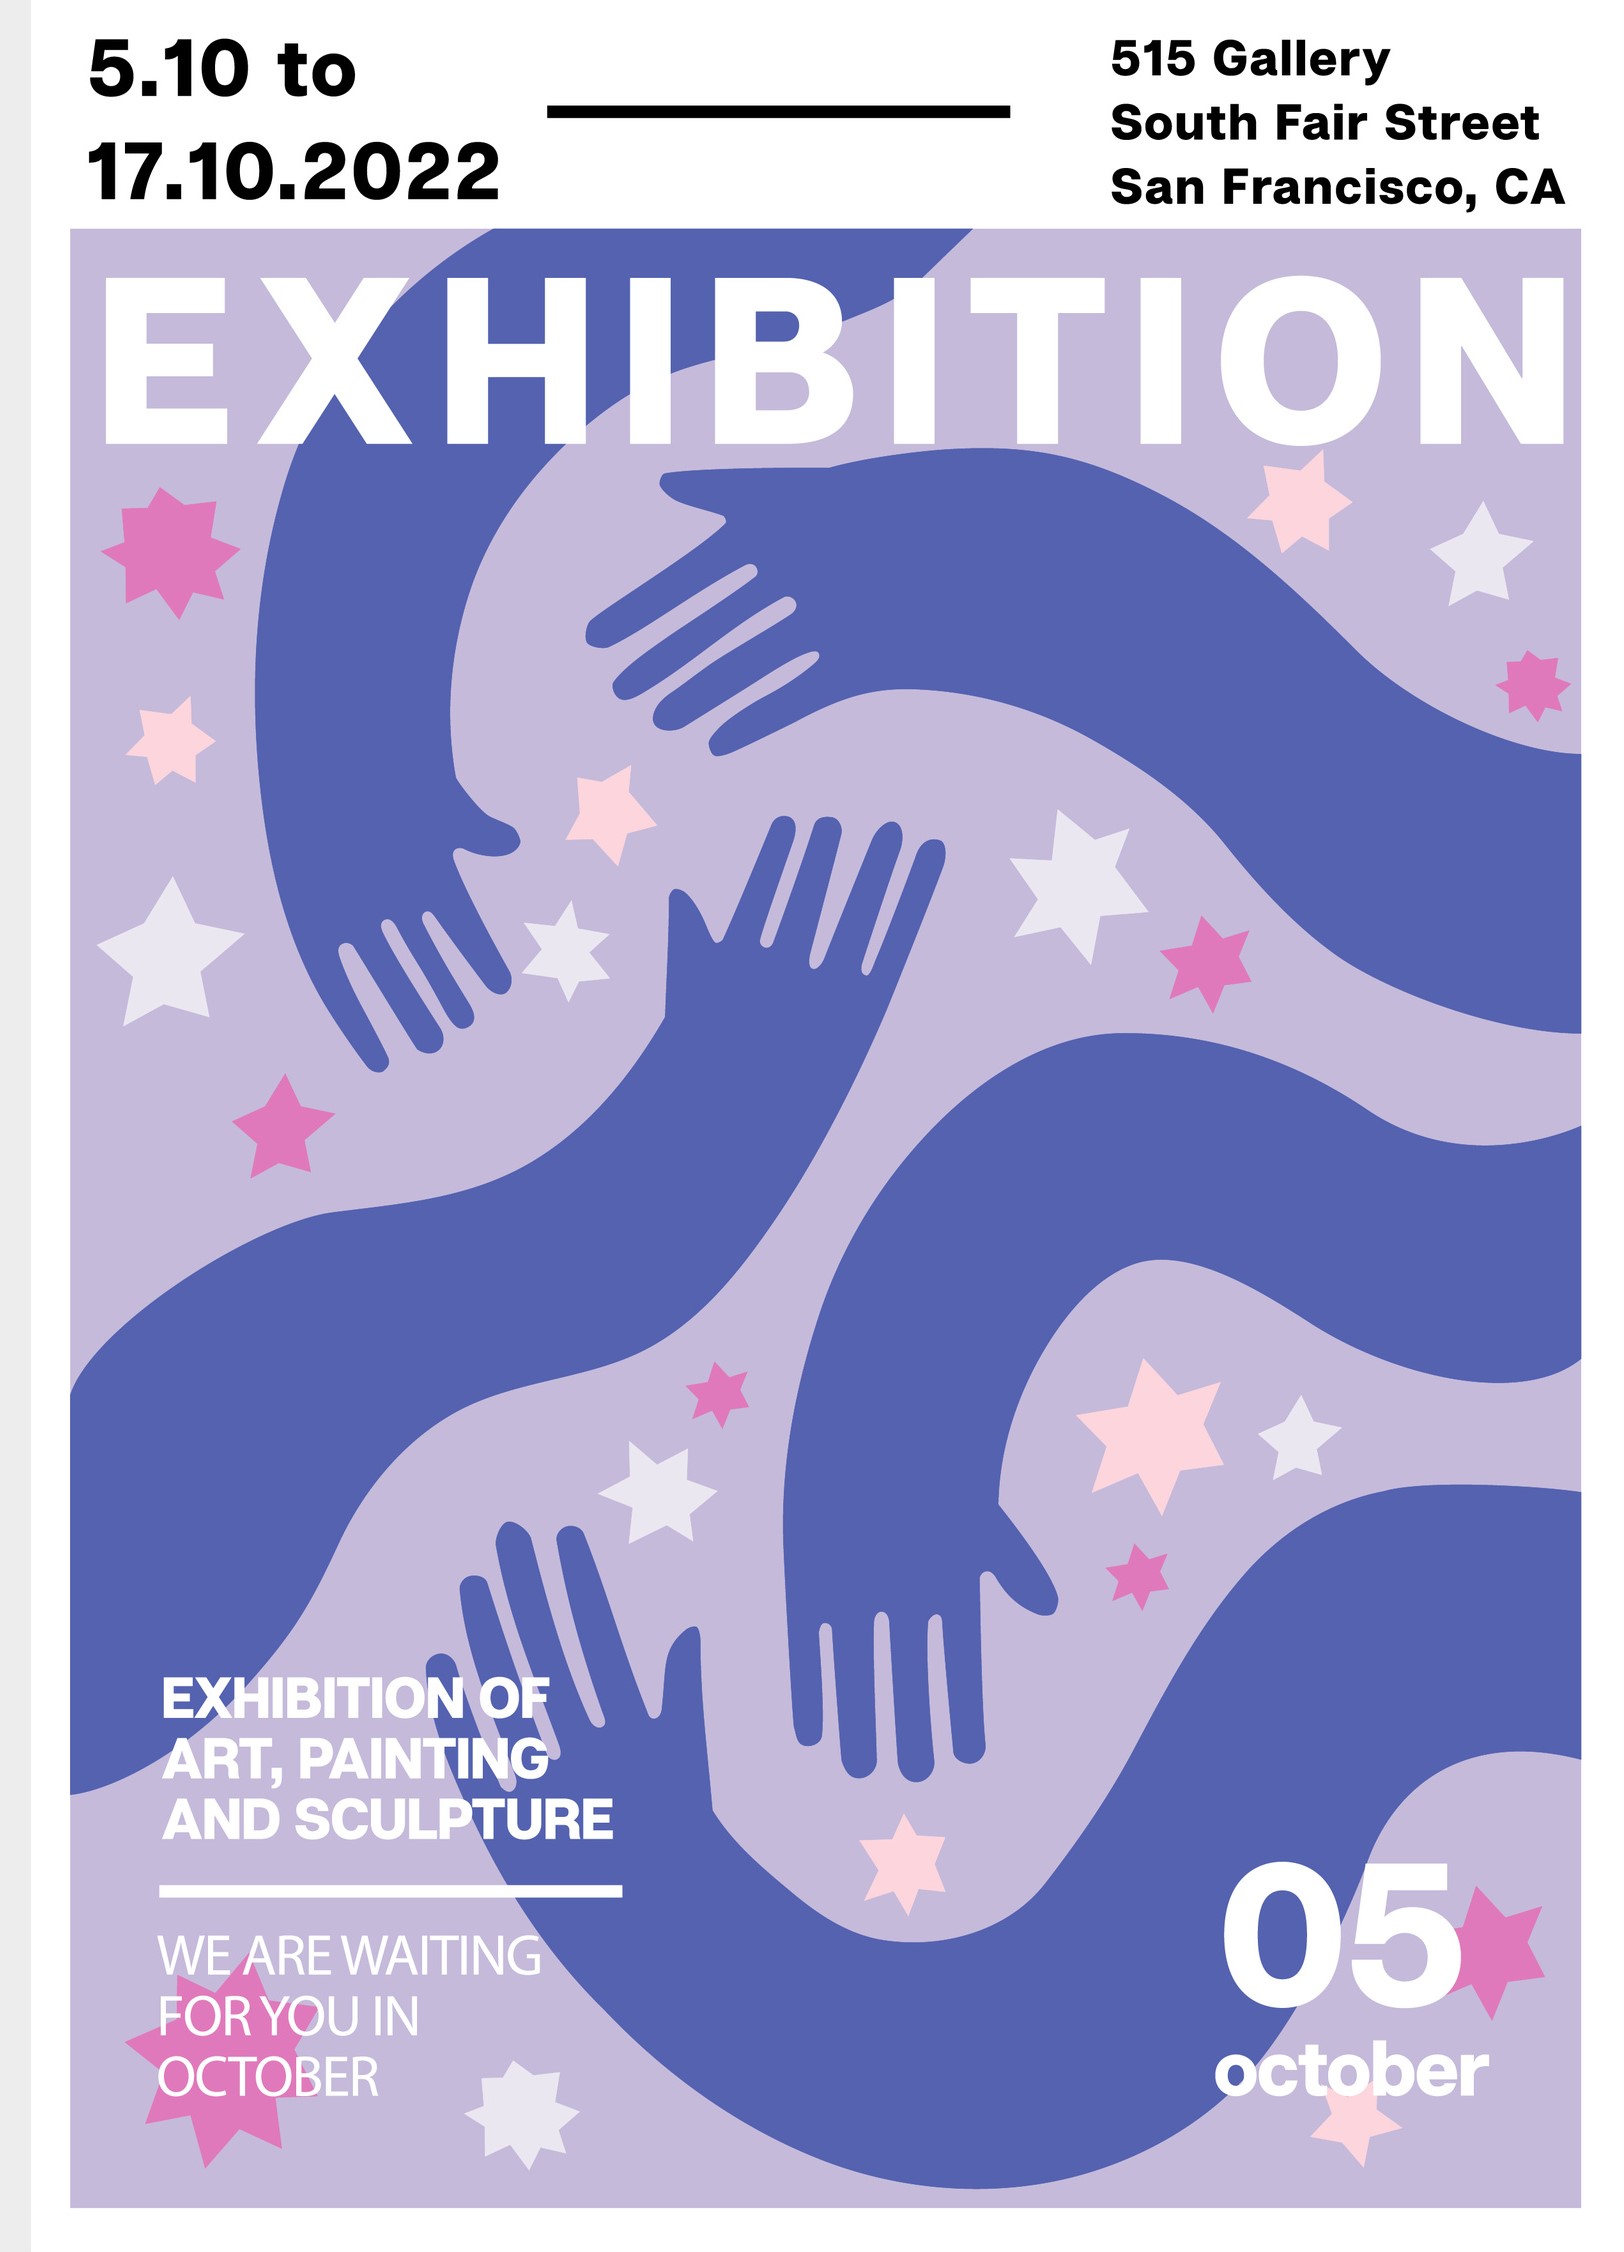 5.10 to
17.10.2022
515 Gallery
South Fair Street
San Francisco, CA
EXHIBITION
EXHIBITION OF
ART, PAINTING
AND SCULPTURE
WE ARE WAITING
FOR YOU IN
OCTOBER
05
october